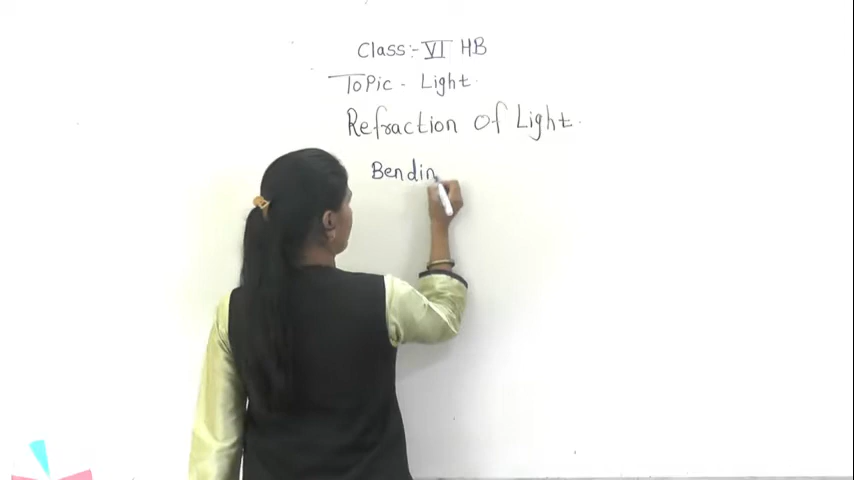 Class:- VI HB
Topic - Light.
Refraction of Light.
Bendin